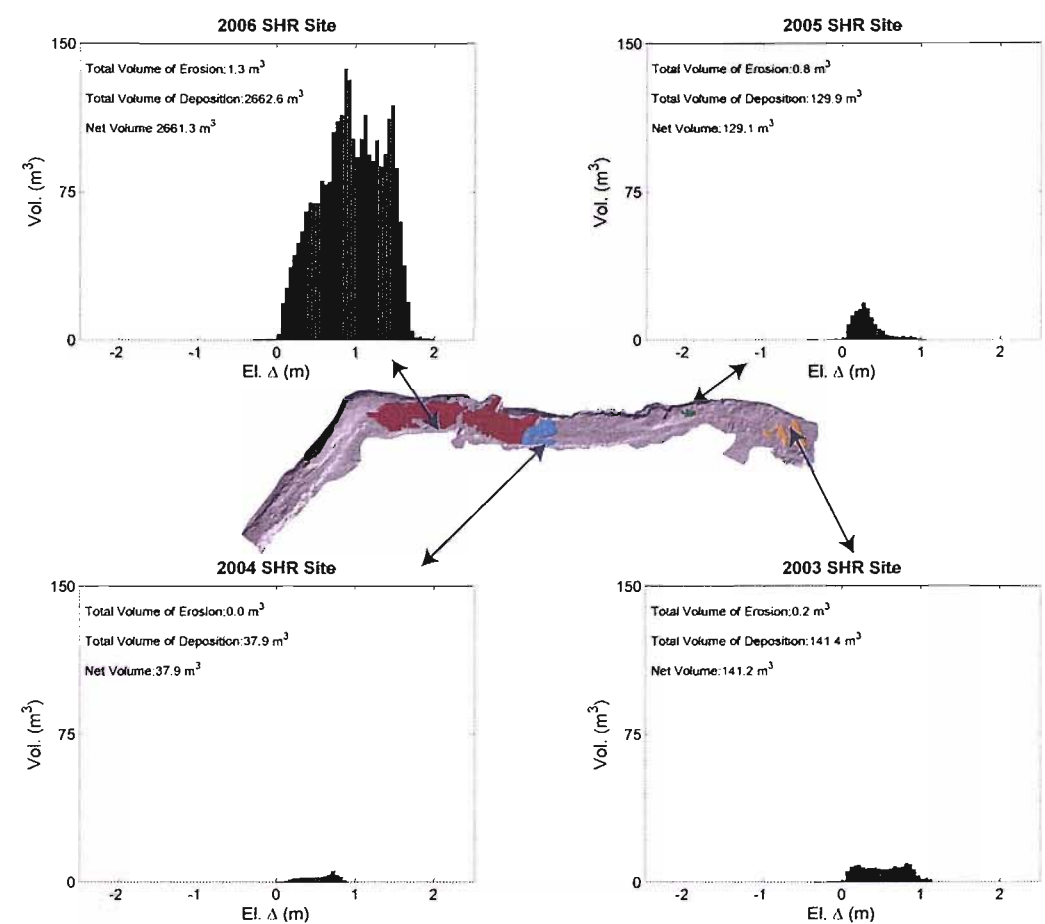 2006 SHR Site
150
Total Volume of Erosion:1.3 m³
Total Volume of Deposition:2662.6 m³
Net Volume 2661.3 m³
Vol. (m³)
75
0
-2 -1 0 1 2
El. Δ (m)
2005 SHR Site
150
Total Volume of Erosion:0.8 m³
Total Volume of Deposition:129.9 m³
Net Volume:129.1 m³
Vol. (m³)
75
0
-2 -1 0 1 2
El. Δ (m)
2004 SHR Site
150
Total Volume of Erosion:0.0 m³
Total Volume of Deposition:37.9 m³
Net Volume:37.9 m³
Vol. (m³)
75
0
-2 -1 0 1 2
El. Δ (m)
2003 SHR Site
150
Total Volume of Erosion:0.2 m³
Total Volume of Deposition:141.4 m³
Net Volume:141.2 m³
Vol. (m³)
75
0
-2 -1 0 1 2
El. Δ (m)